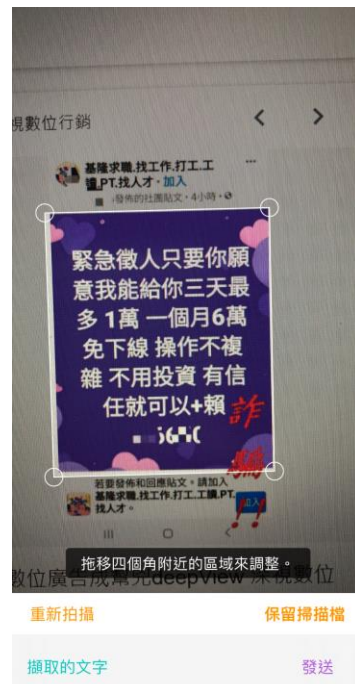 視數位行銷
基隆求職.找工作.打工.工
讀.PT.找人才 · 加入
發佈的社團貼文 · 4小時 ·
緊急徵人只要你願
意我能給你三天最
多 1萬 一個月6萬
免下線 操作不複
雜 不用投資 有信
任就可以+賴
詐
騙
!!
若要發佈和回應貼文。請加入
基隆求職.找工作.打工.工讀.PT.
找人才。
加入
拖移四個角附近的區域來調整。
數位廣告成幫兇deepview 深視數位
重新拍攝
保留掃描檔
擷取的文字
發送